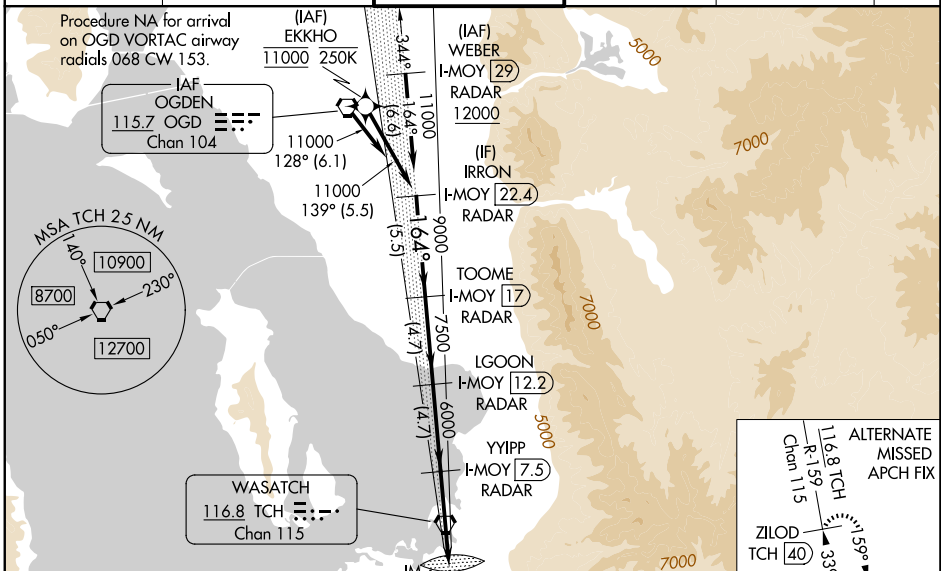 Procedure NA for arrival
on OGD VORTAC airway
radials 068 CW 153.
(IAF)
EKKHO
11000 250K
IAF
OGDEN
115.7 OGD
Chan 104
11000
128° (6.1)
11000
139° (5.5)
344°
164°
(6.6)
11000
(IAF)
WEBER
I-MOY 29
RADAR
12000
(IF)
IRRON
I-MOY 22.4
RADAR
164°
(5.5)
9000
TOOME
I-MOY 17
RADAR
(4.7)
7500
LGOON
I-MOY 12.2
RADAR
(4.7)
6000
YYIPP
I-MOY 7.5
RADAR
MSA TCH 25 NM
140°
10900
230°
8700
050°
12700
WASATCH
116.8 TCH
Chan 115
5000
7000
7000
5000
7000
ALTERNATE
MISSED
APCH FIX
116.8 TCH
R-159
Chan 115
ZILOD
TCH 40
159°